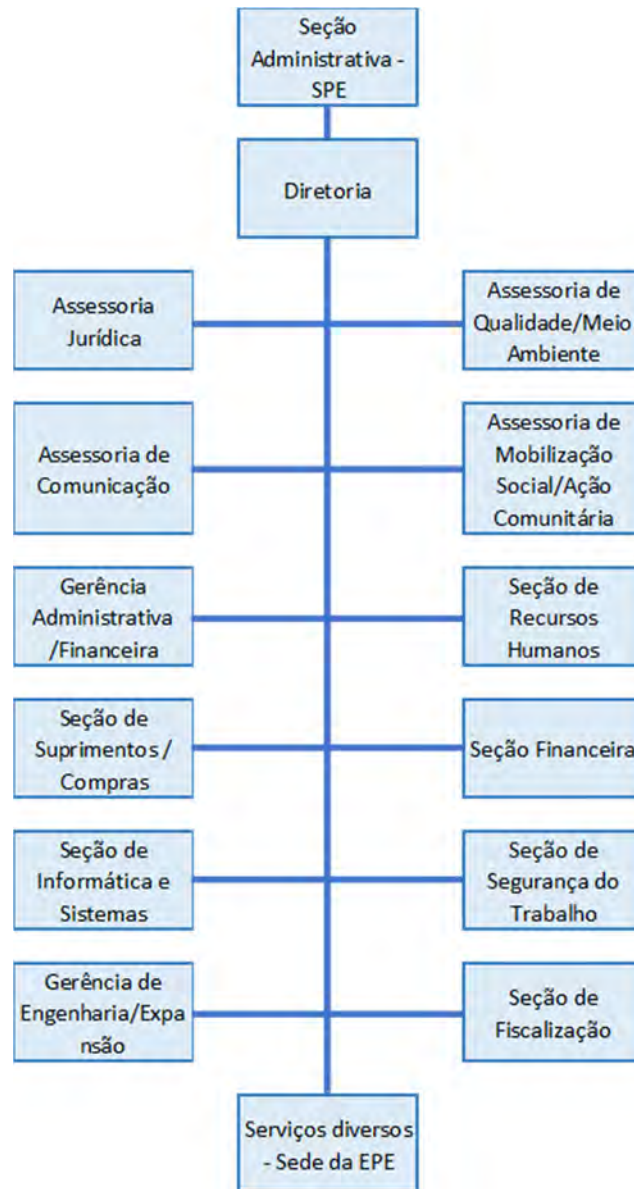 Seção
Administrativa -
SPE
Diretoria
Assessoria
Jurídica
Assessoria de
Qualidade/Meio
Ambiente
Assessoria de
Comunicação
Assessoria de
Mobilização
Social/Ação
Comunitária
Gerência
Administrativa
/Financeira
Seção de
Recursos
Humanos
Seção de
Suprimentos /
Compras
Seção Financeira
Seção de
Informática e
Sistemas
Seção de
Segurança do
Trabalho
Gerência de
Engenharia/Expa
nsão
Seção de
Fiscalização
Serviços diversos
- Sede da EPE